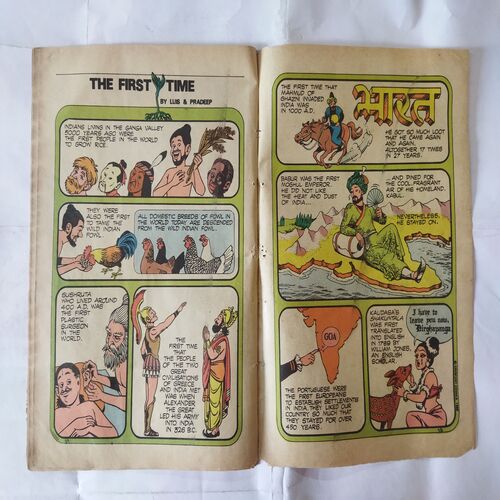 THE FIRST TIME
BY LUIS & PRADEEP
INDIANS LIVING IN THE GANGA VALLEY
5000 YEARS AGO WERE
THE FIRST PEOPLE IN THE WORLD
TO GROW RICE.
THEY WERE
ALSO THE FIRST
TO TAME THE
WILD INDIAN
FOWL.
ALL DOMESTIC BREEDS OF FOWL IN
THE WORLD TODAY ARE DESCENDED
FROM THE WILD INDIAN FOWL.
SUSHRUTA
WHO LIVED AROUND
400 A.D. WAS
THE FIRST
PLASTIC
SURGEON
IN THE
WORLD.
THE
FIRST TIME
THAT THE
PEOPLE OF
THE TWO
GREAT
CIVILISATIONS
OF GREECE
AND INDIA MET
WAS WHEN
ALEXANDER
THE GREAT
LED HIS ARMY
INTO INDIA
IN 326 B.C.
THE FIRST TIME THAT
MAHMUD OF
GHAZNI INVADED
INDIA WAS IN
1000 A.D.
भारत
HE GOT SO MUCH LOOT
THAT HE CAME AGAIN
AND AGAIN.
ALTOGETHER 17 TIMES
IN 27 YEARS.
BABUR WAS THE FIRST
MOGHUL EMPEROR.
HE DID NOT LIKE
THE HEAT AND DUST
OF INDIA...
...AND PINED FOR
THE COOL FRAGRANT
AIR OF HIS HOMELAND.
KABUL.
NEVERTHELESS,
HE STAYED ON.
GOA
THE PORTUGUESE WERE
THE FIRST EUROPEANS
TO ESTABLISH SETTLEMENTS
IN INDIA. THEY LIKED OUR
COUNTRY SO MUCH THAT
THEY STAYED FOR OVER
450 YEARS.
KALIDASA'S
SHAKUNTALA
WAS FIRST
TRANSLATED
INTO ENGLISH
IN 1789 BY
WILLIAM JONES,
AN ENGLISH
SCHOLAR.
I have to
leave you now,
Dirghapanga